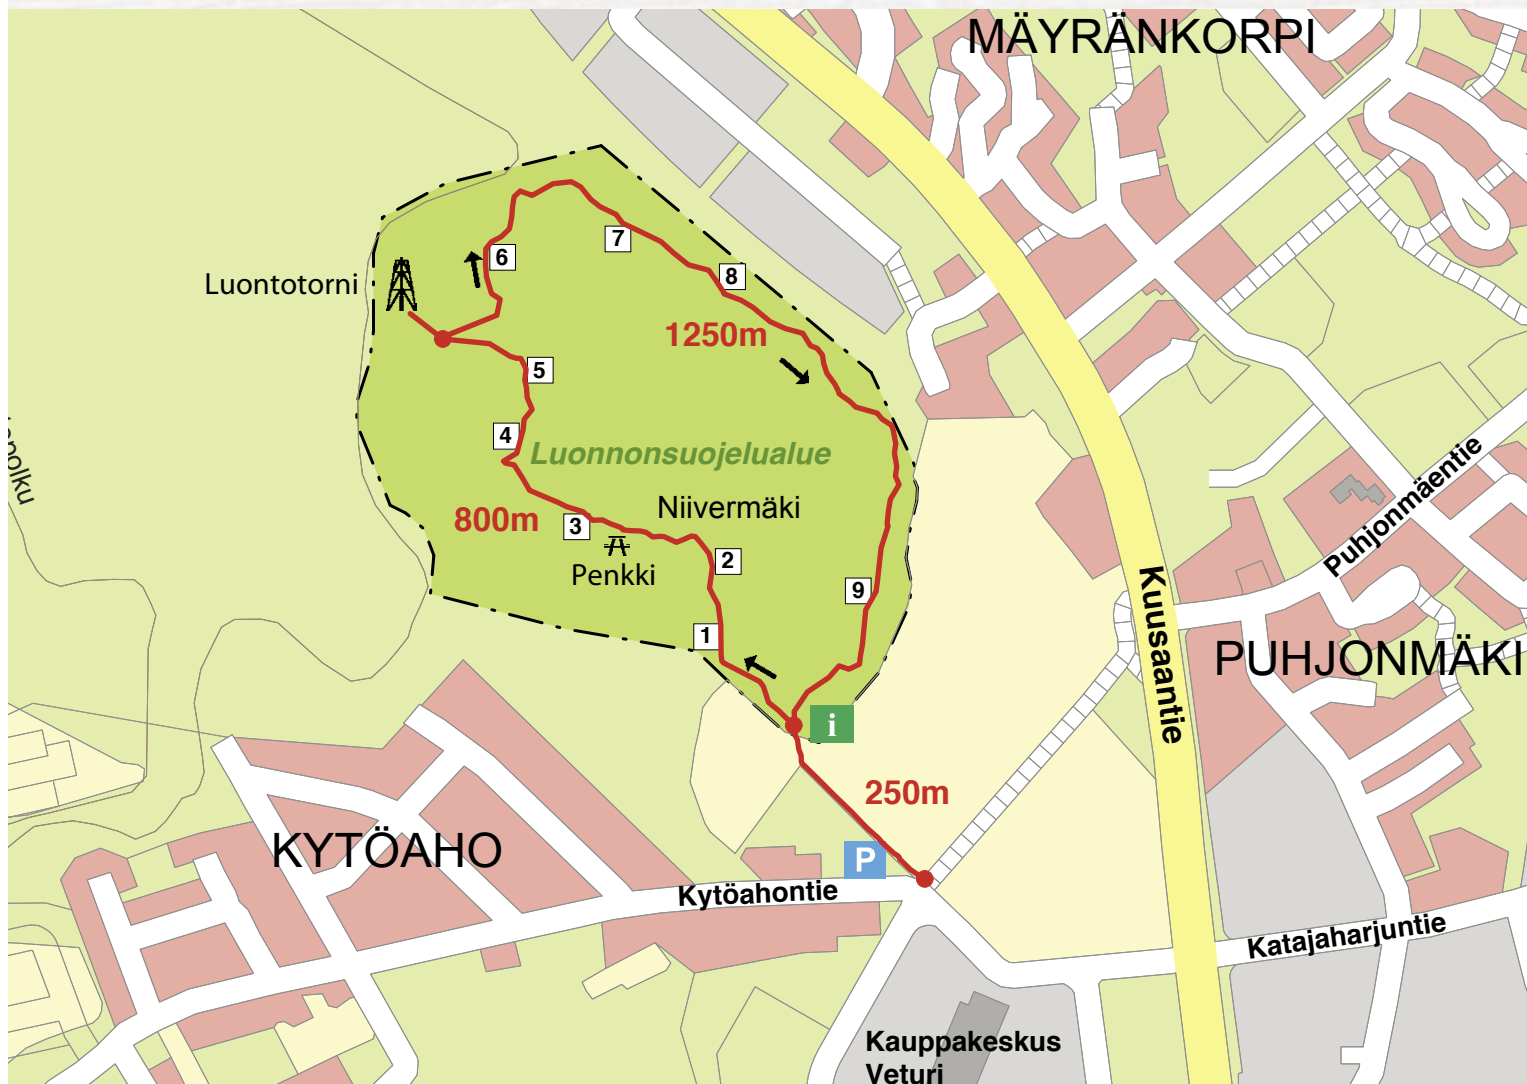 MÄYRÄNKORPI
Luontotorni
6
7
8
1250m
5
4
Luonnonsuojelualue
Niivermäki
800m
3
Penkki
2
9
1
i
250m
P
KYTÖAHO
Kytöahontie
Kuusaantie
Puhjonmäentie
PUHJONMÄKI
Katajaharjuntie
Kauppakeskus
Veturi